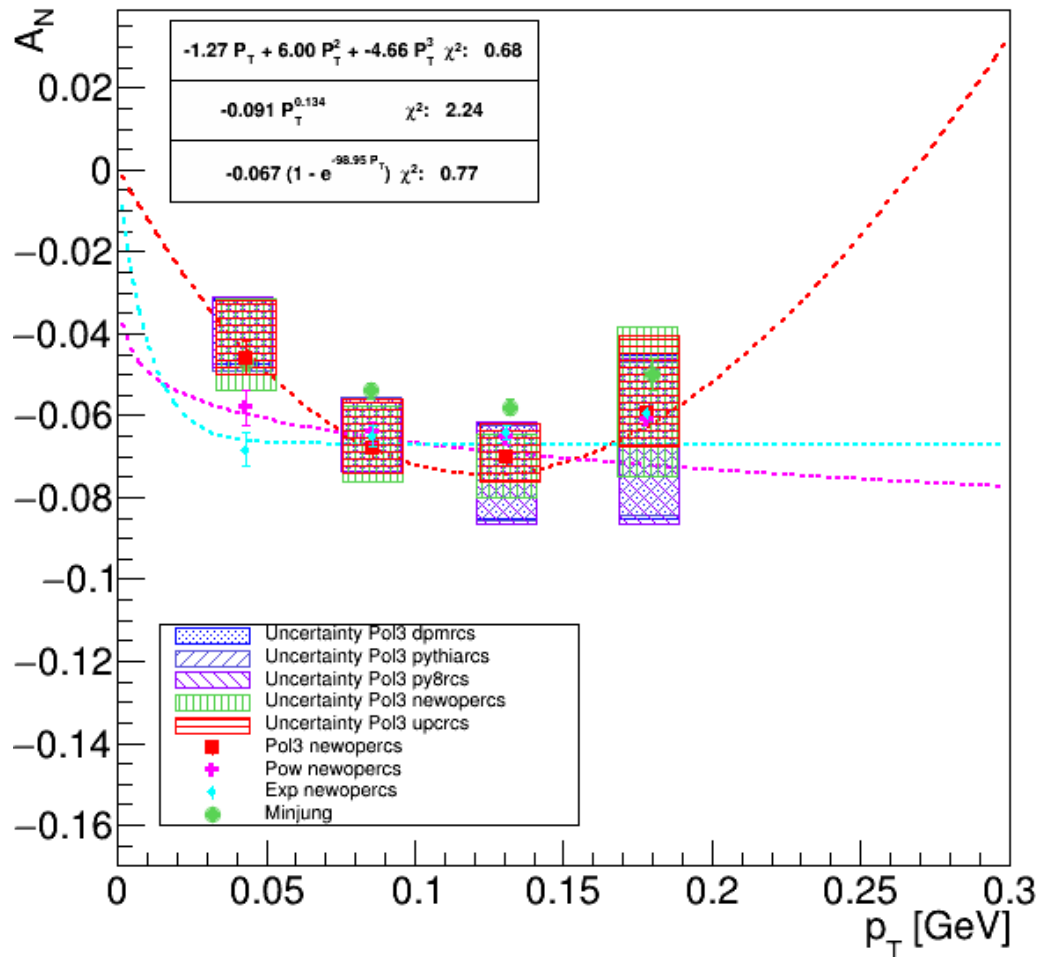 A_N
-1.27 P_T + 6.00 P_T^2 + -4.66 P_T^3 χ²: 0.68
-0.091 P_T^0.134 χ²: 2.24
-0.067 (1 - e^-98.95 P_T) χ²: 0.77
0.02
0
−0.02
−0.04
−0.06
−0.08
−0.1
−0.12
−0.14
−0.16
Uncertainty Pol3 dpmrcs
Uncertainty Pol3 pythiarcs
Uncertainty Pol3 py8rcs
Uncertainty Pol3 newopercs
Uncertainty Pol3 upcrcs
Pol3 newopercs
Pow newopercs
Exp newopercs
Minjung
0 0.05 0.1 0.15 0.2 0.25 0.3
p_T [GeV]